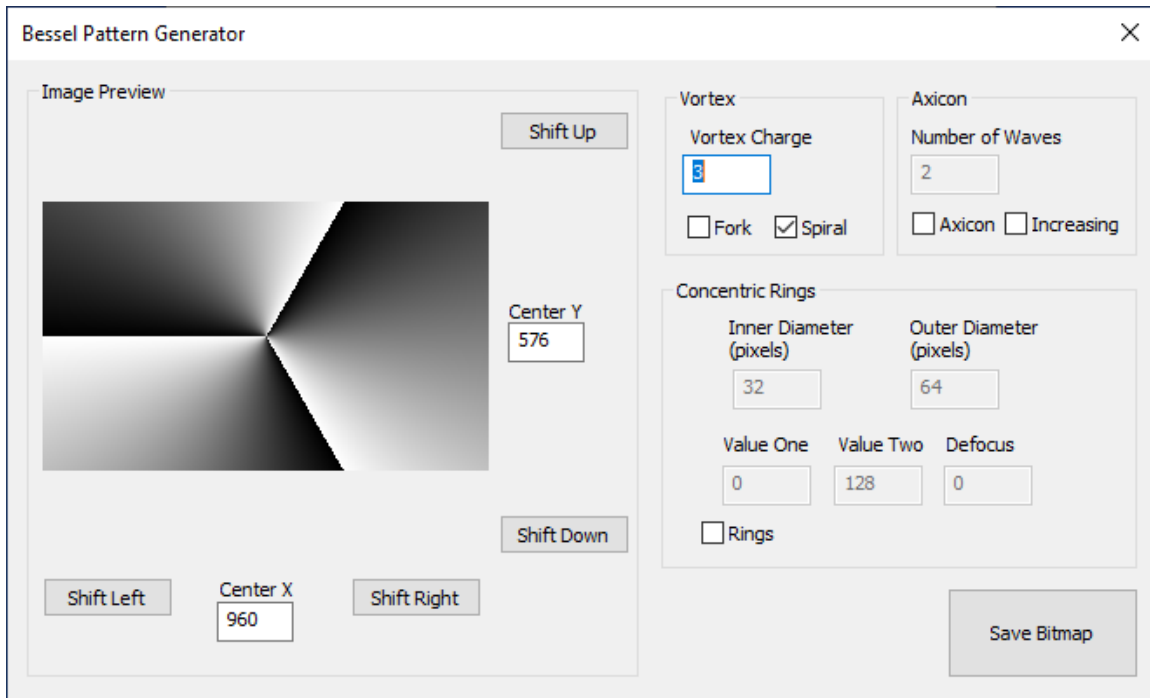 Bessel Pattern Generator
Image Preview
Shift Up
Center Y
576
Shift Down
Shift Left
Center X
960
Shift Right
Vortex
Vortex Charge
3
Fork
Spiral
Axicon
Number of Waves
2
Axicon
Increasing
Concentric Rings
Inner Diameter
(pixels)
32
Outer Diameter
(pixels)
64
Value One
0
Value Two
128
Defocus
0
Rings
Save Bitmap